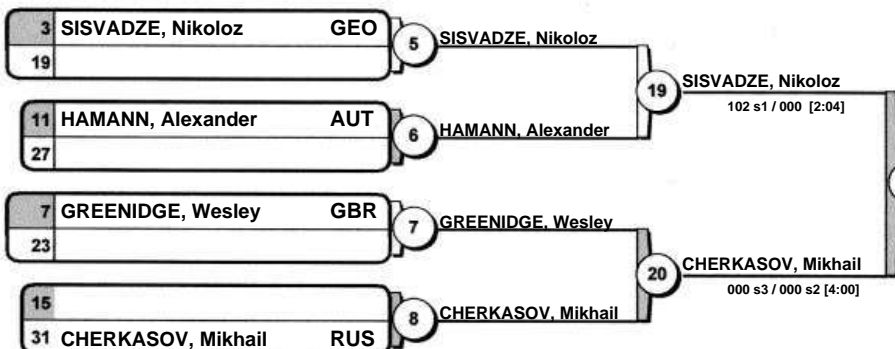 3 SISVADZE, Nikoloz GEO
19
5 SISVADZE, Nikoloz
11 HAMANN, Alexander AUT
27
6 HAMANN, Alexander
19 SISVADZE, Nikoloz
102 s1 / 000 [2:04]
7 GREENIDGE, Wesley GBR
23
7 GREENIDGE, Wesley
15
31 CHERKASOV, Mikhail RUS
8 CHERKASOV, Mikhail
20 CHERKASOV, Mikhail
000 s3 / 000 s2 [4:00]